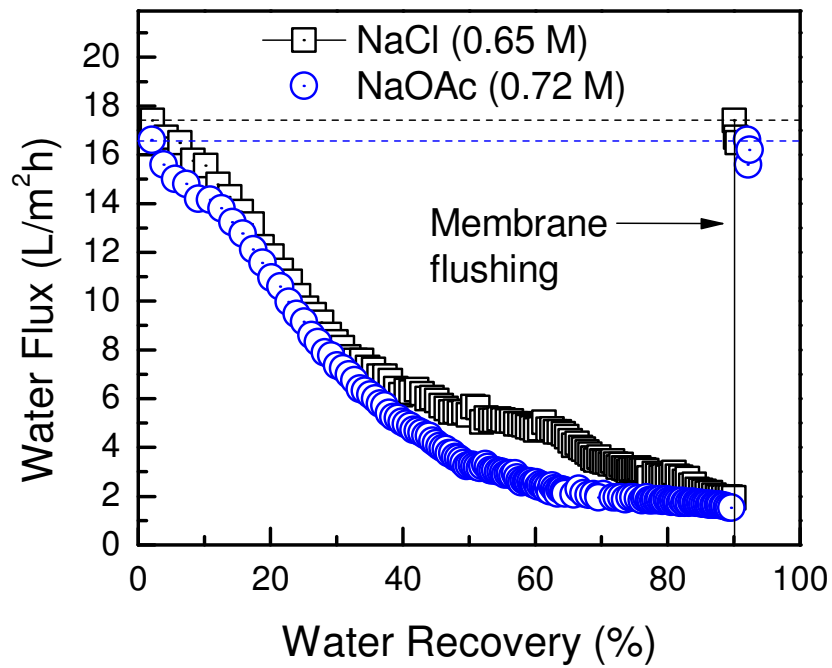 NaCl (0.65 M)
NaOAc (0.72 M)
Membrane
flushing
Water Flux (L/m²h)
20
18
16
14
12
10
8
6
4
2
0
0
20
40
60
80
100
Water Recovery (%)